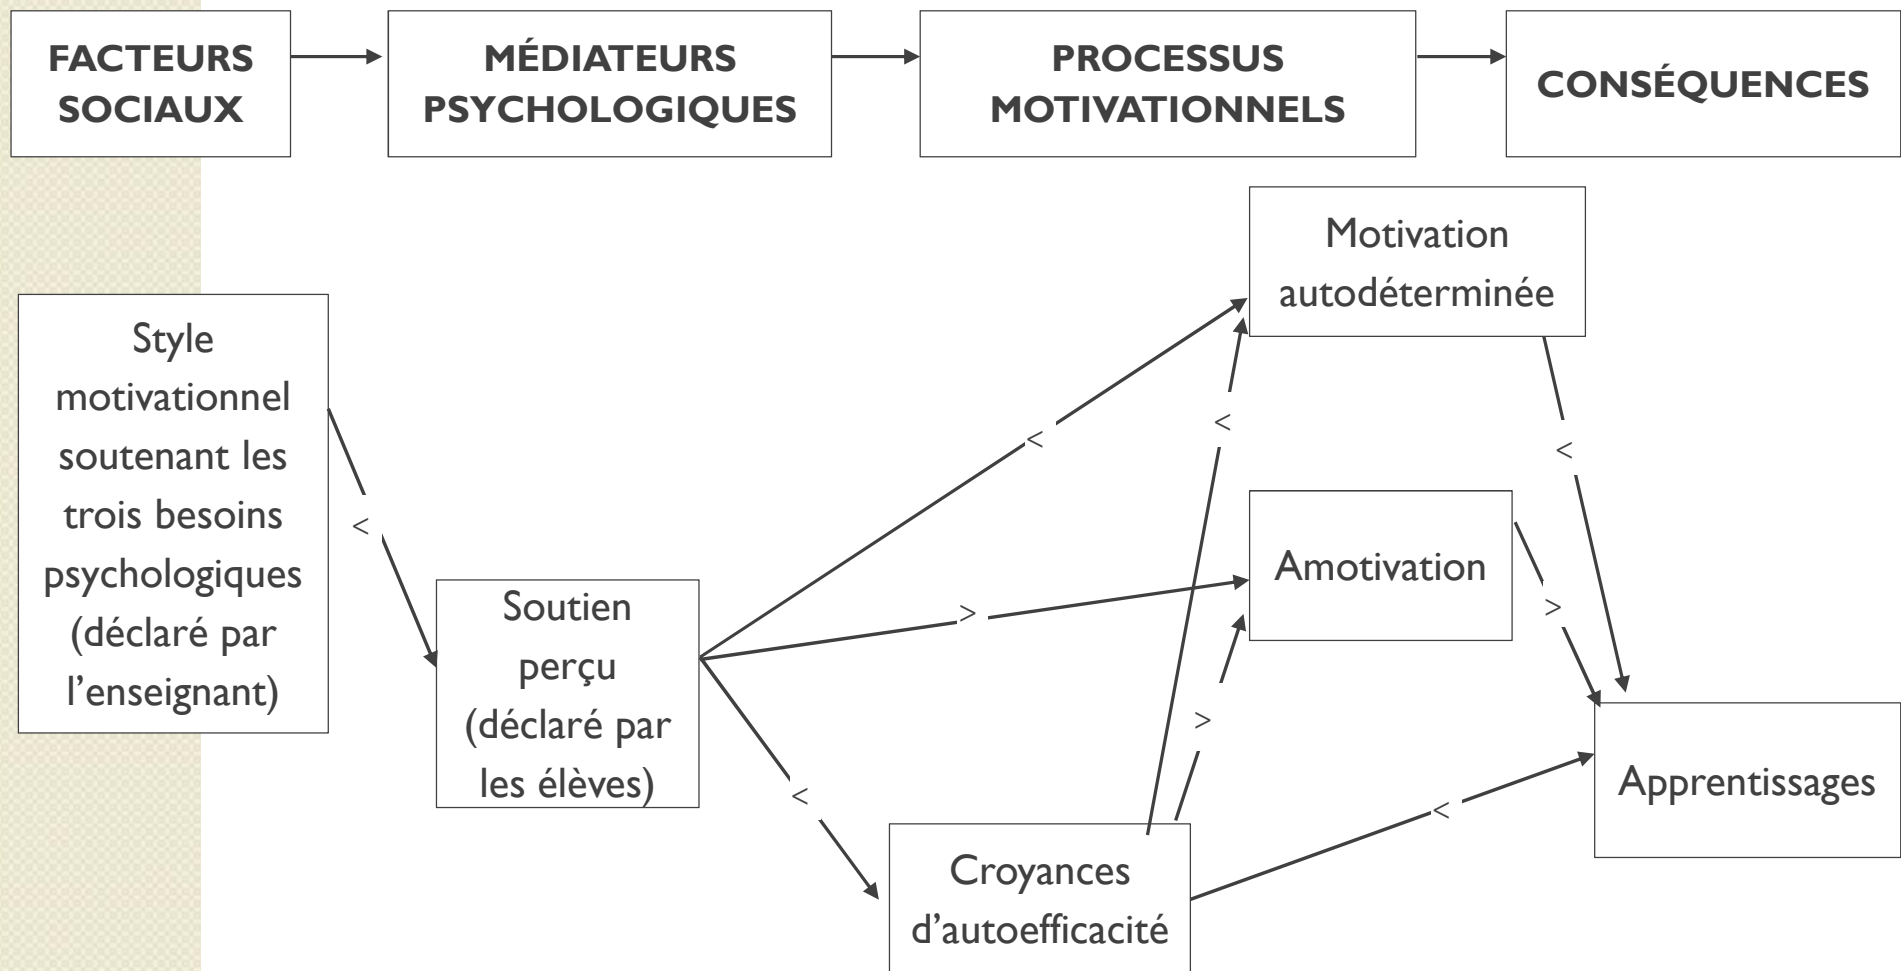 FACTEURS
SOCIAUX
MÉDIATEURS
PSYCHOLOGIQUES
PROCESSUS
MOTIVATIONNELS
CONSÉQUENCES
Motivation
autodéterminée
Style
motivationnel
soutenant les
trois besoins
psychologiques
(déclaré par
l’enseignant)
<
<
<
<
Amotivation
Soutien
perçu
(déclaré par
les élèves)
>
>
>
<
<
Apprentissages
Croyances
d’autoefficacité